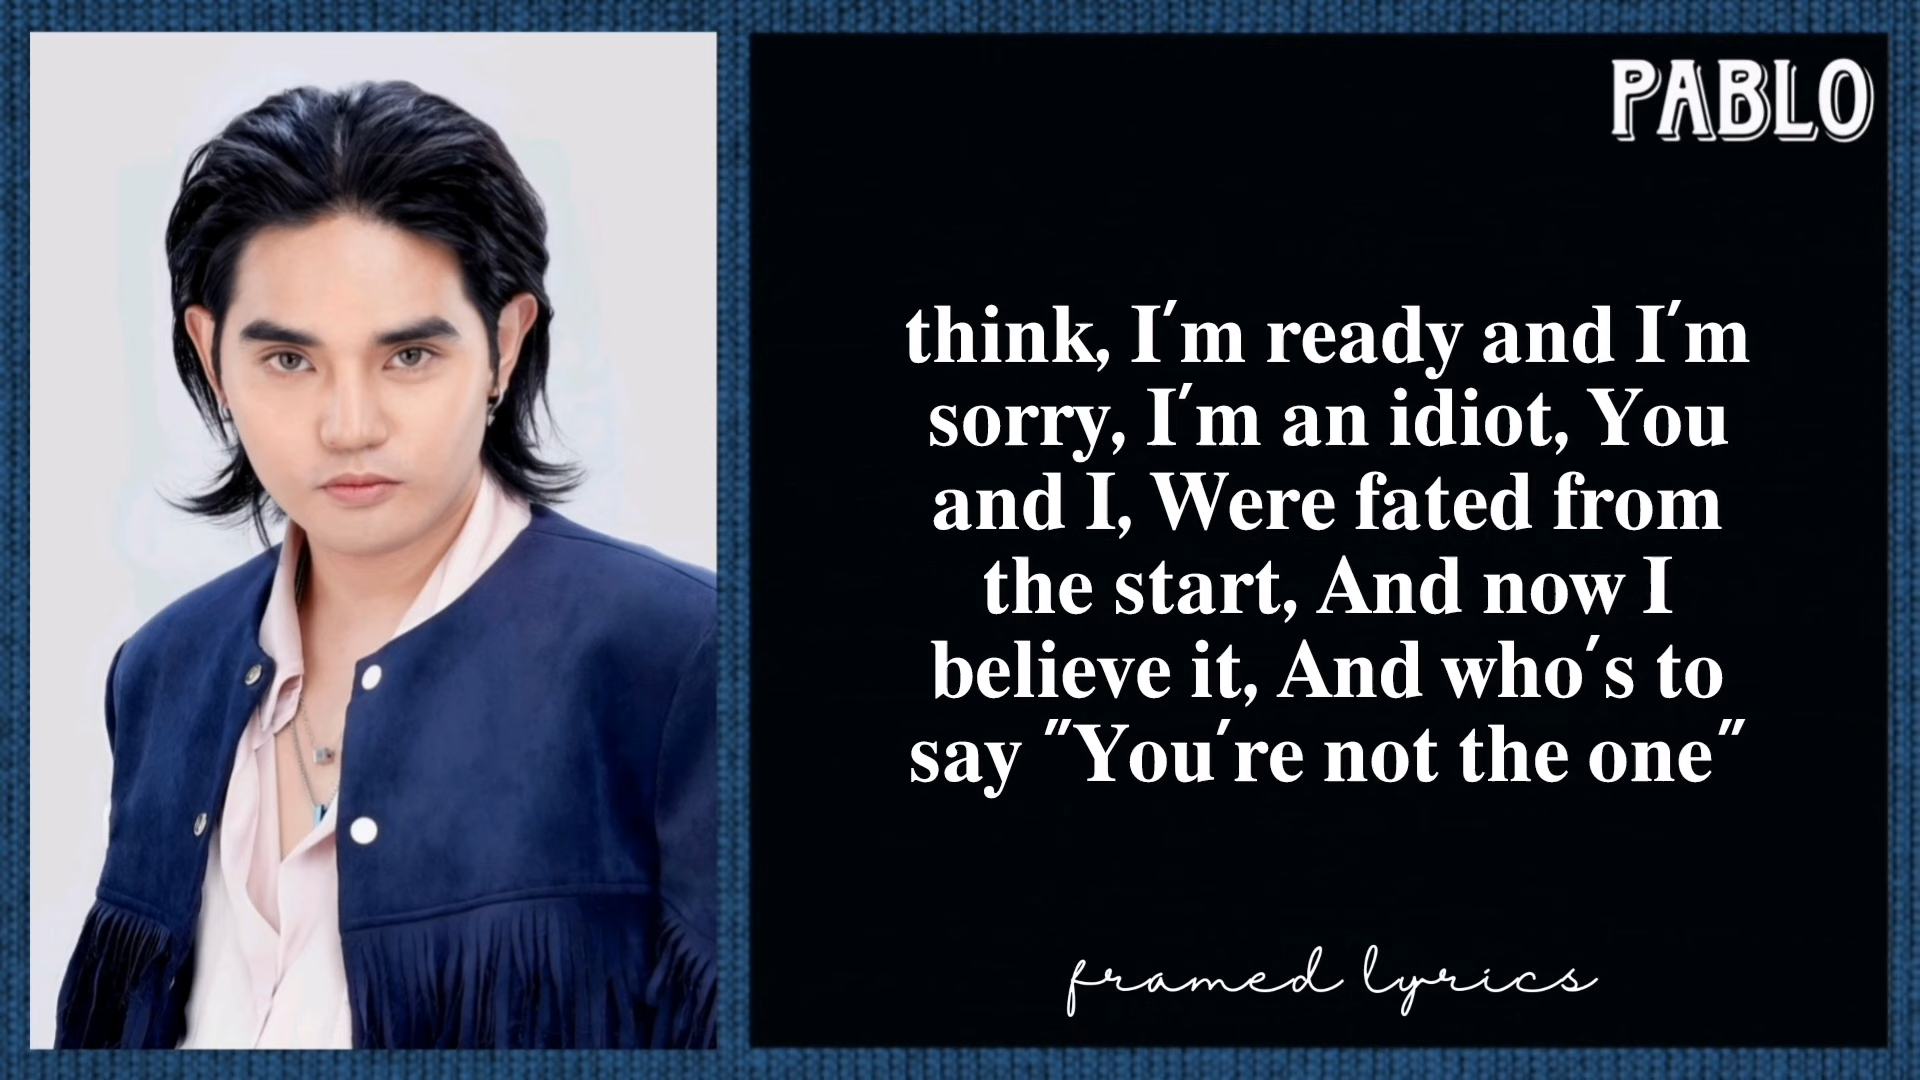 PABLO
think, I'm ready and I'm
sorry, I'm an idiot, You
and I, Were fated from
the start, And now I
believe it, And who's to
say "You're not the one"
framed lyrics